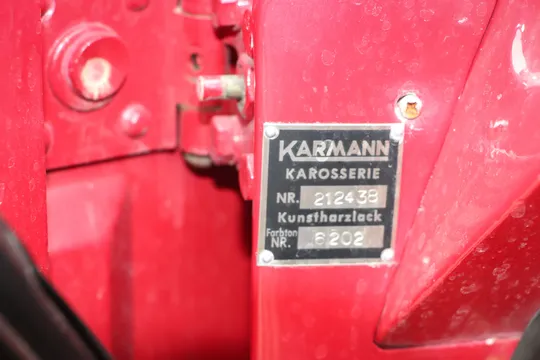 KARMANN
KAROSSERIE
NR. 212438
Kunstharzlack
Farbton
NR. 6202